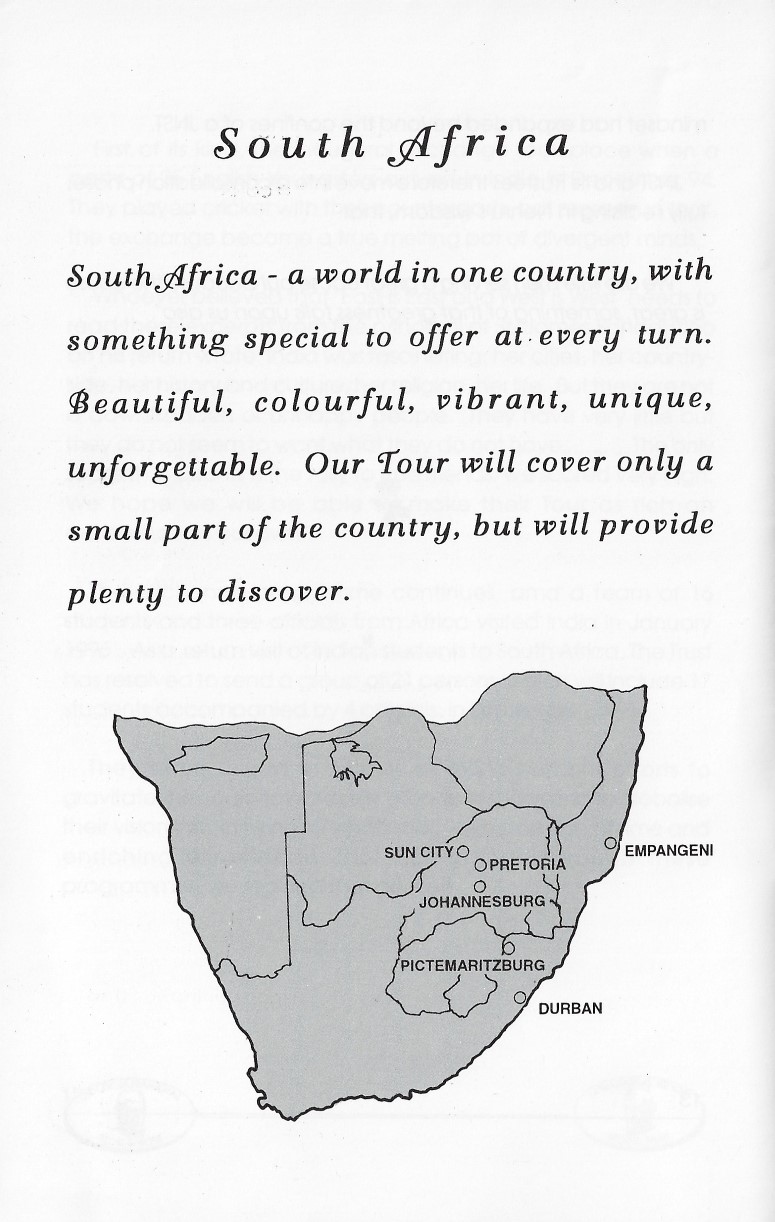 South Africa
South Africa - a world in one country, with
something special to offer at every turn.
Beautiful, colourful, vibrant, unique,
unforgettable. Our Tour will cover only a
small part of the country, but will provide
plenty to discover.
SUN CITY
PRETORIA
EMPANGENI
JOHANNESBURG
PICTEMARITZBURG
DURBAN